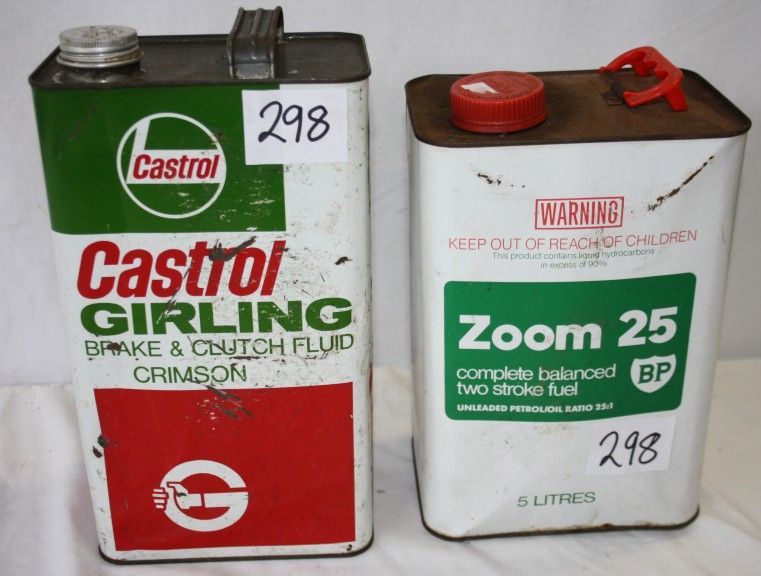 298
Castrol
Castrol
GIRLING
BRAKE & CLUTCH FLUID
CRIMSON
WARNING
KEEP OUT OF REACH OF CHILDREN
This product contains liquid hydrocarbons
in excess of 90%
Zoom 25
complete balanced
two stroke fuel
BP
UNLEADED PETROL/OIL RATIO 25:1
298
5 LITRES